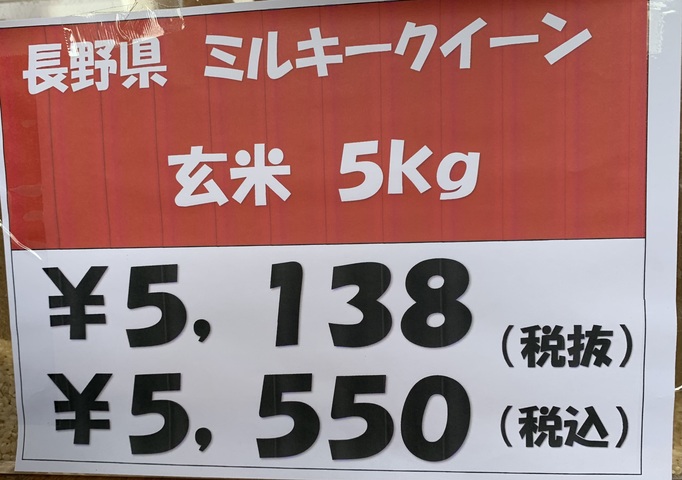 長野県 ミルキークイーン
玄米 5Kg
¥5,138 (税抜)
¥5,550 (税込)